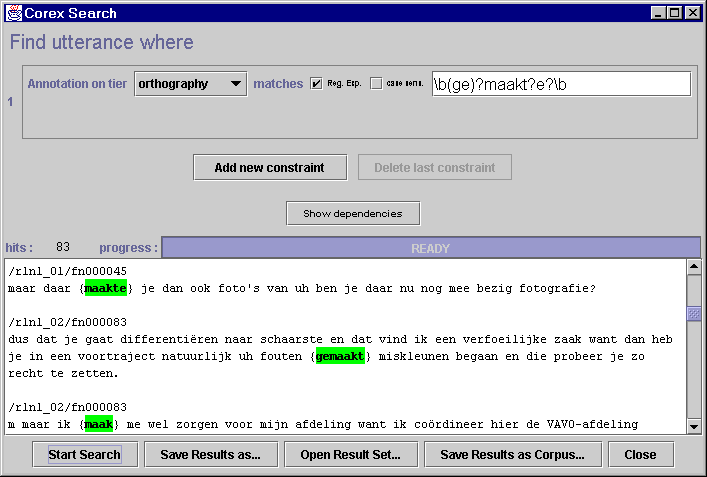 Corex Search
Find utterance where
1
Annotation on tier orthography matches Reg. Exp. case sens. \b(ge)?maakt?e?\b
Add new constraint Delete last constraint
Show dependencies
hits : 83 progress : READY
/rlnl_01/fn000045
maar daar {maakte} je dan ook foto's van uh ben je daar nu nog mee bezig fotografie?
/rlnl_02/fn000083
dus dat je gaat differentiëren naar schaarste en dat vind ik een verfoeilijke zaak want dan heb
je in een voortraject natuurlijk uh fouten {gemaakt} miskleunen begaan en die probeer je zo
recht te zetten.
/rlnl_02/fn000083
m maar ik {maak} me wel zorgen voor mijn afdeling want ik coördineer hier de VAVO-afdeling
Start Search Save Results as... Open Result Set... Save Results as Corpus... Close